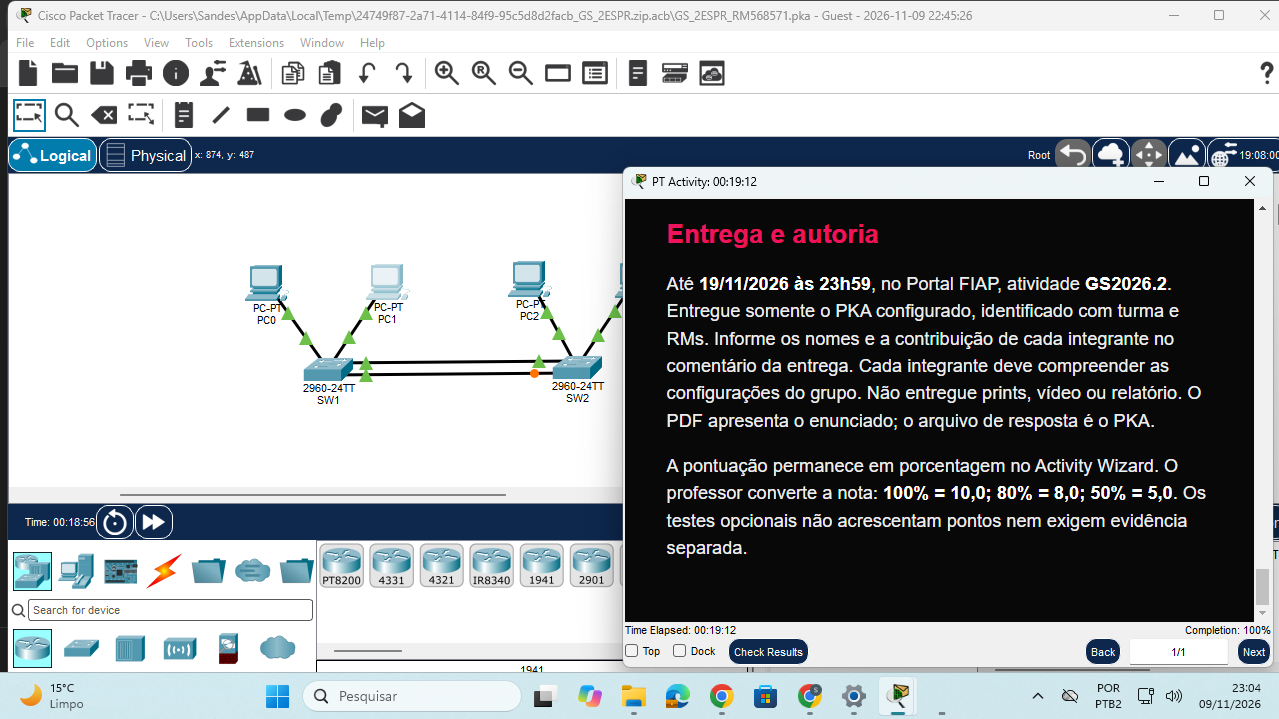 Cisco Packet Tracer - C:\Users\Sandes\AppData\Local\Temp\24749f87-2a71-4114-84f9-95c5d8d2facb_GS_2ESPR.zip.acb\GS_2ESPR_RM568571.pka - Guest - 2026-11-09 22:45:26
File Edit Options View Tools Extensions Window Help
Logical Physical x: 874, y: 487 Root 19:08:00
PT Activity: 00:19:12
Entrega e autoria
Até 19/11/2026 às 23h59, no Portal FIAP, atividade GS2026.2.
Entregue somente o PKA configurado, identificado com turma e
RMs. Informe os nomes e a contribuição de cada integrante no
comentário da entrega. Cada integrante deve compreender as
configurações do grupo. Não entregue prints, vídeo ou relatório. O
PDF apresenta o enunciado; o arquivo de resposta é o PKA.
A pontuação permanece em porcentagem no Activity Wizard. O
professor converte a nota: 100% = 10,0; 80% = 8,0; 50% = 5,0. Os
testes opcionais não acrescentam pontos nem exigem evidência
separada.
Time Elapsed: 00:19:12 Completion: 100%
Top Dock Check Results Back 1/1 Next
PC-PT
PC0
PC-PT
PC1
PC-PT
PC2
2960-24TT
SW1
2960-24TT
SW2
Time: 00:18:56
PT8200 4331 4321 IR8340 1941 2901
Search for device
1941
15°C
Limpo
Pesquisar
POR
PTB2
23:04
09/11/2026